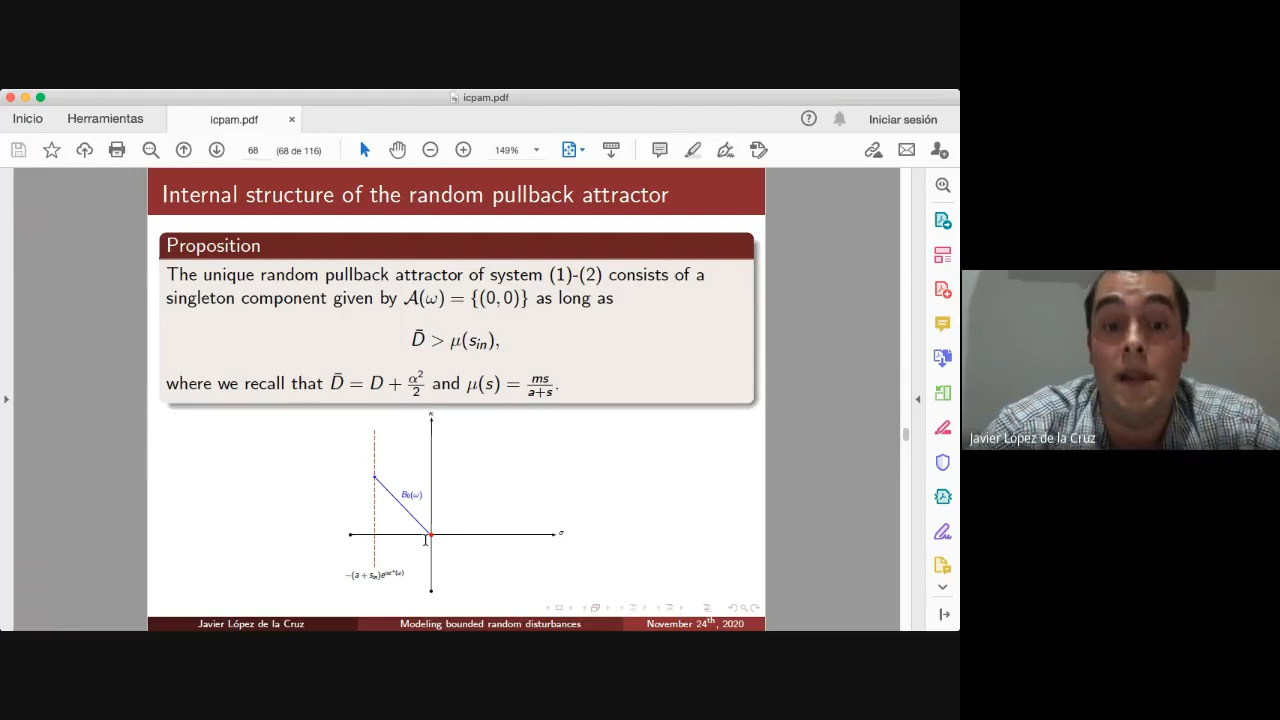 icpam.pdf
Inicio Herramientas icpam.pdf × Iniciar sesión
68 (68 de 116) 149%
Internal structure of the random pullback attractor
Proposition
The unique random pullback attractor of system (1)-(2) consists of a
singleton component given by 𝒜(ω) = {(0, 0)} as long as
D̄ > μ(s_in),
where we recall that D̄ = D + α²/2 and μ(s) = ms/(a+s).
κ
B₀(ω)
σ
Javier López de la Cruz
Javier López de la Cruz Modeling bounded random disturbances November 24th, 2020